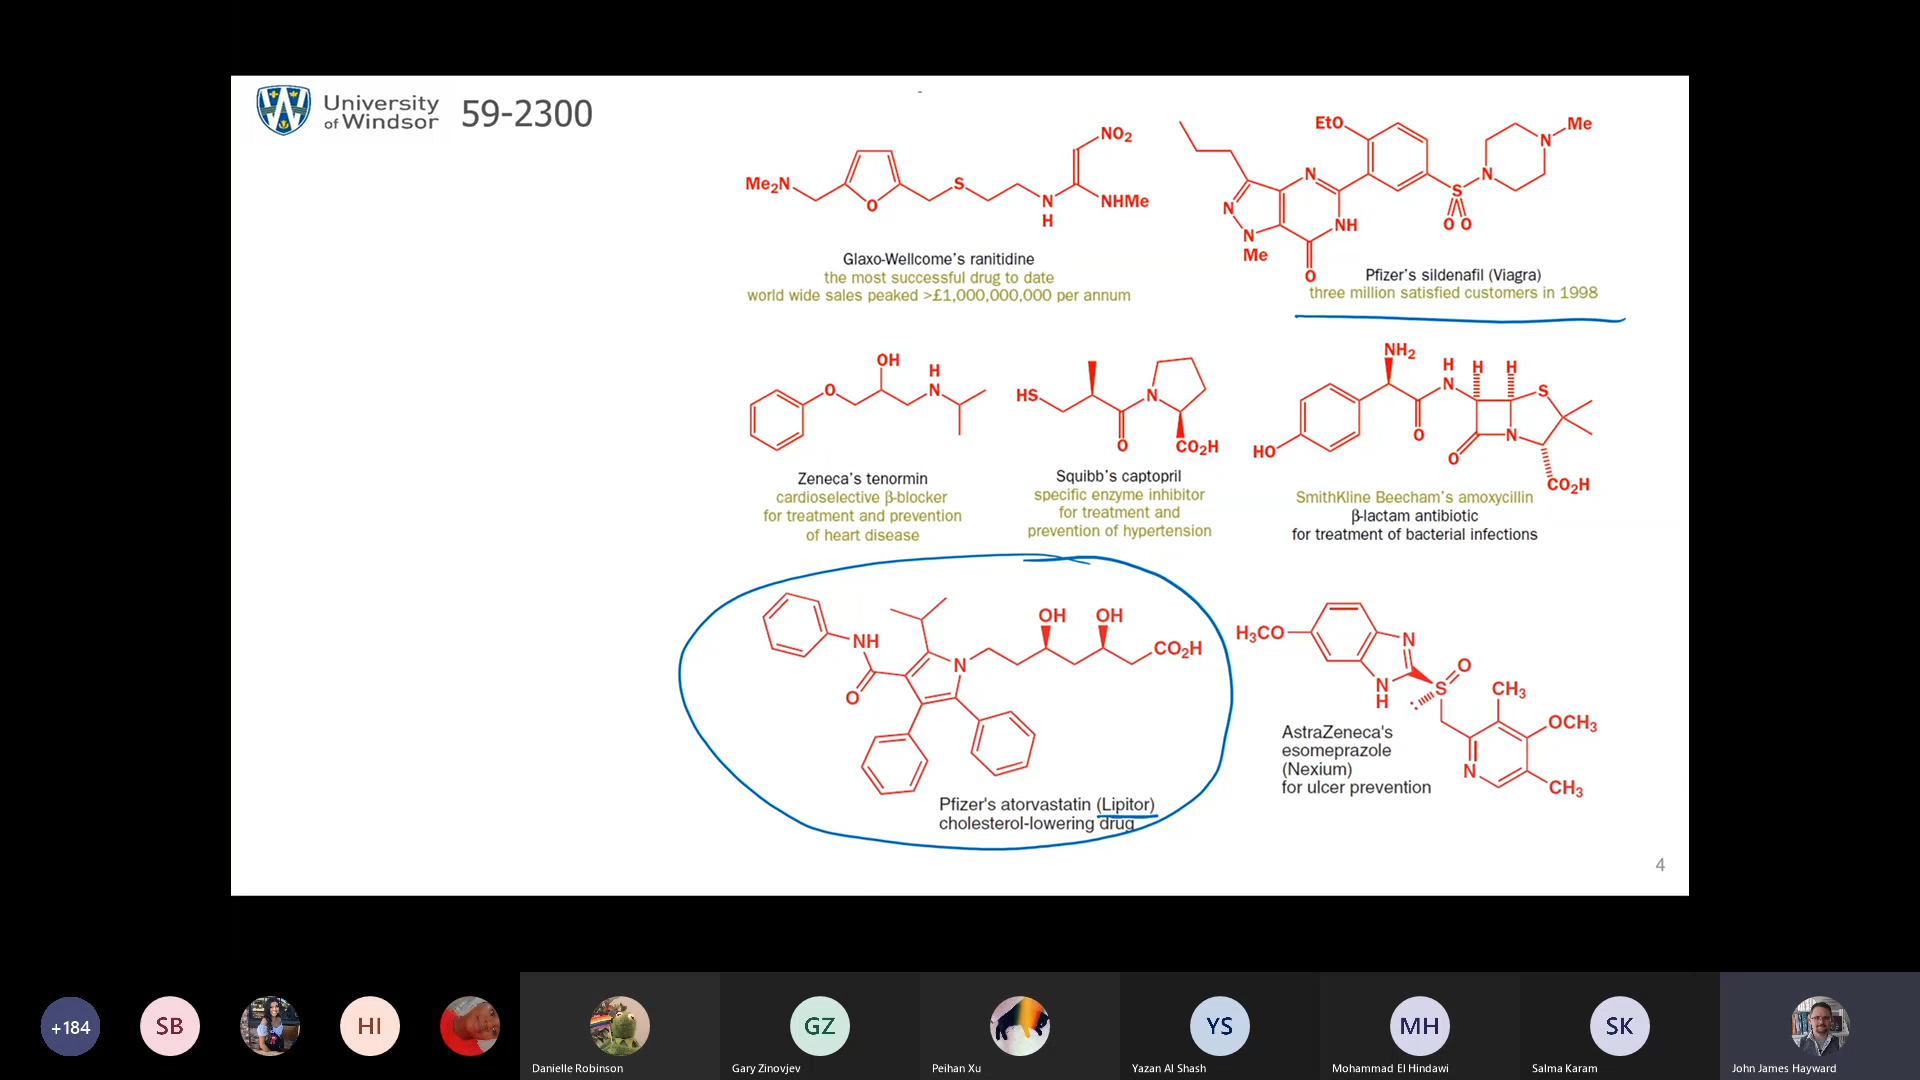 University
of Windsor
59-2300
NO2
Me2N
O
S
N
H
NHMe
Glaxo-Wellcome's ranitidine
the most successful drug to date
world wide sales peaked >£1,000,000,000 per annum
EtO
Me
N
N
N
S
N
NH
O O
N
Me
O
Pfizer's sildenafil (Viagra)
three million satisfied customers in 1998
OH
O
H
N
Zeneca's tenormin
cardioselective β-blocker
for treatment and prevention
of heart disease
HS
N
O
CO2H
Squibb's captopril
specific enzyme inhibitor
for treatment and
prevention of hypertension
NH2
H
N
H
H
S
O
N
HO
O
CO2H
SmithKline Beecham's amoxycillin
β-lactam antibiotic
for treatment of bacterial infections
OH
OH
NH
CO2H
N
O
Pfizer's atorvastatin (Lipitor)
cholesterol-lowering drug
H3CO
N
O
N
H
S
CH3
OCH3
N
CH3
AstraZeneca's
esomeprazole
(Nexium)
for ulcer prevention
4
+184
SB
HI
Danielle Robinson
GZ
Gary Zinovjev
Peihan Xu
YS
Yazan Al Shash
MH
Mohammad El Hindawi
SK
Salma Karam
John James Hayward